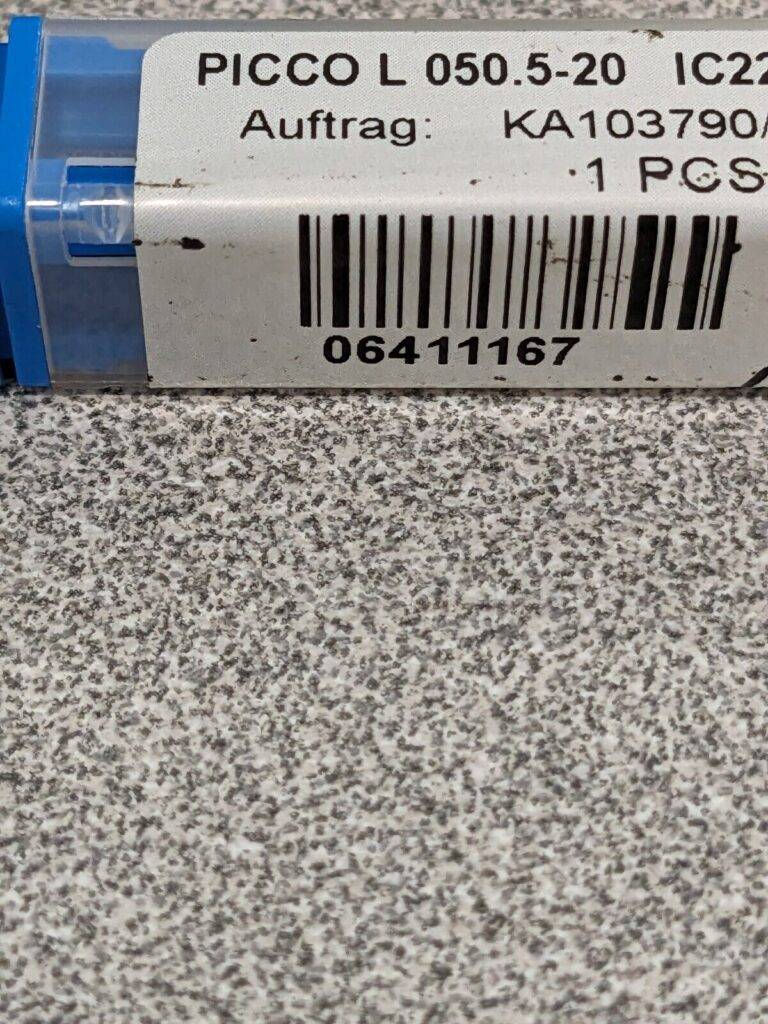 PICCO L 050.5-20 IC22
Auftrag: KA103790/
1 PCS
06411167